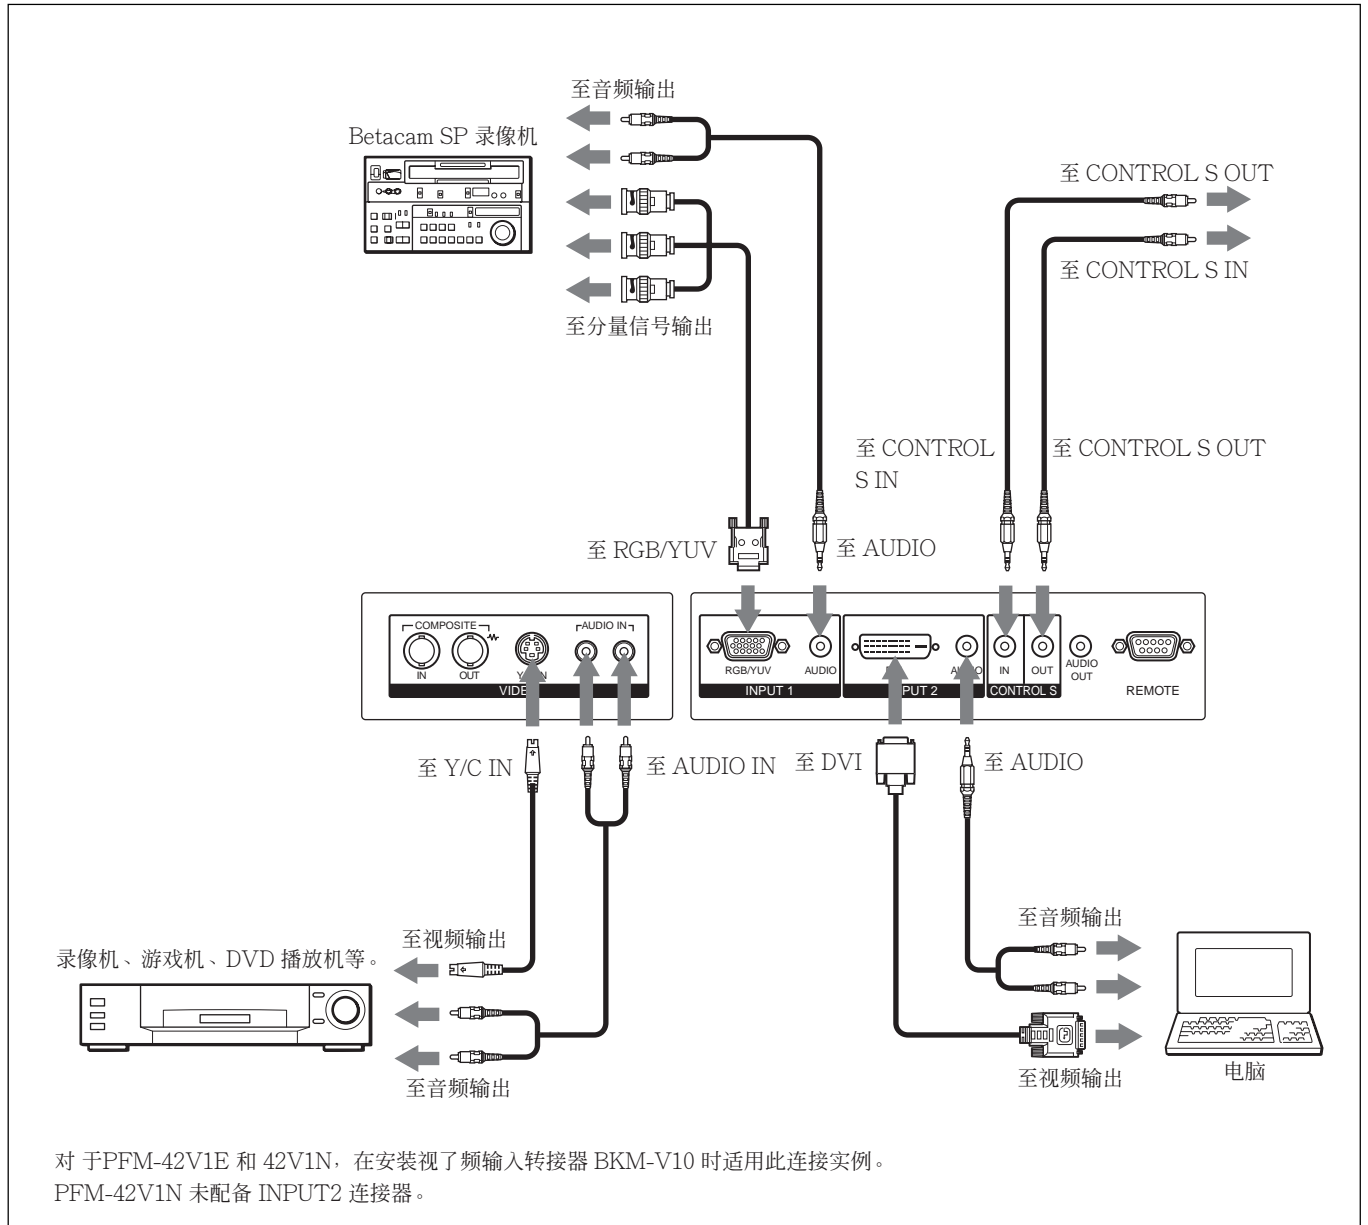 至音频输出
Betacam SP 录像机
至分量信号输出
至 CONTROL S OUT
至 CONTROL S IN
至 CONTROL
S IN
至 CONTROL S OUT
至 RGB/YUV
至 AUDIO
COMPOSITE
AUDIO IN
IN
OUT
RGB/YUV
AUDIO
IN
OUT
AUDIO
OUT
INPUT 1
CONTROL S
REMOTE
至 Y/C IN
至 AUDIO IN
至 DVI
至 AUDIO
至视频输出
录像机、游戏机、DVD 播放机等。
至音频输出
至音频输出
至视频输出
电脑
对 于PFM-42V1E 和 42V1N，在安装视了频输入转接器 BKM-V10 时适用此连接实例。
PFM-42V1N 未配备 INPUT2 连接器。